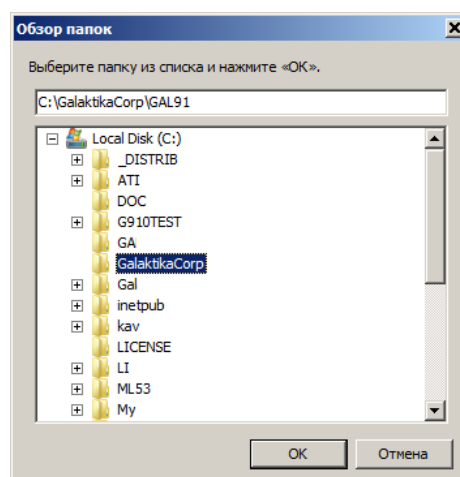 Обзор папок
Выберите папку из списка и нажмите «ОК».
C:\GalaktikaCorp\GAL91
Local Disk (C:)
_DISTRIB
ATI
DOC
G910TEST
GA
GalaktikaCorp
Gal
inetpub
kav
LICENSE
LI
ML53
My
ОК
Отмена